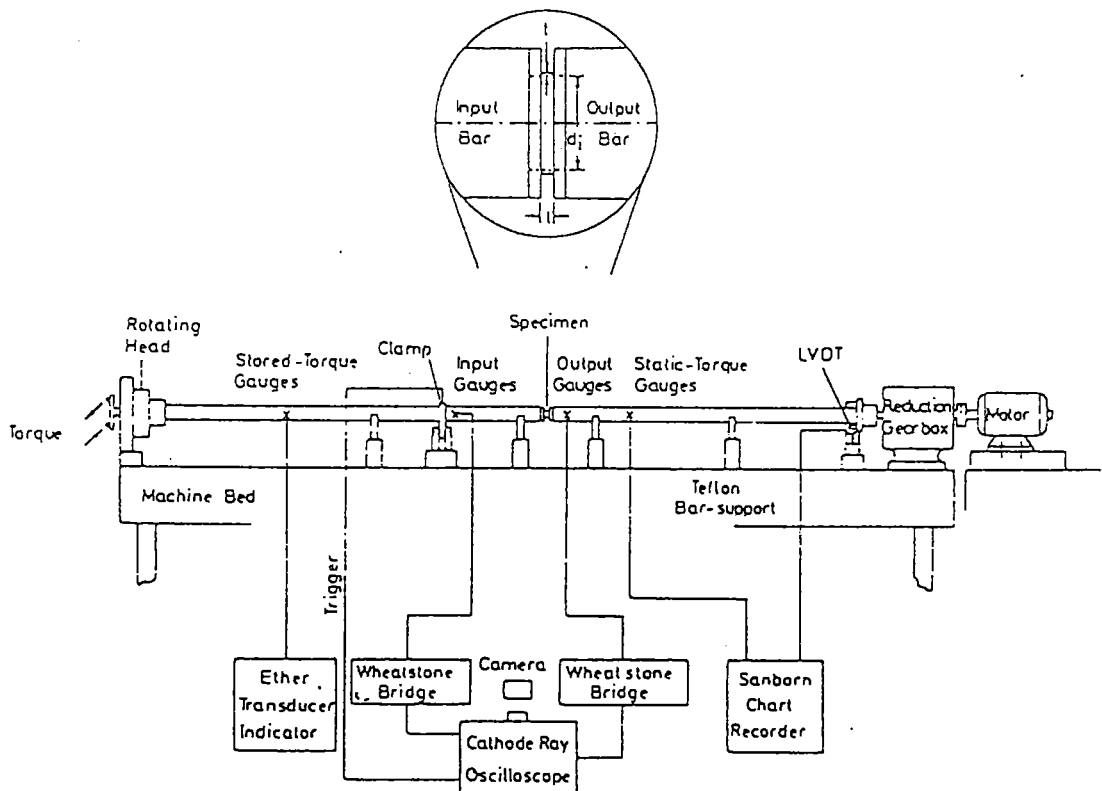 Input
Bar
Output
Bar
di
l
Rotating
Head
Stored-Torque
Gauges
Clamp
Input
Gauges
Specimen
Output
Gauges
Static-Torque
Gauges
LVDT
Torque
Reduction
Gearbox
Motor
Machine Bed
Teflon
Bar-support
Trigger
Ether
Transducer
Indicator
Wheatstone
Bridge
Camera
Wheatstone
Bridge
Cathode Ray
Oscilloscope
Sanborn
Chart
Recorder